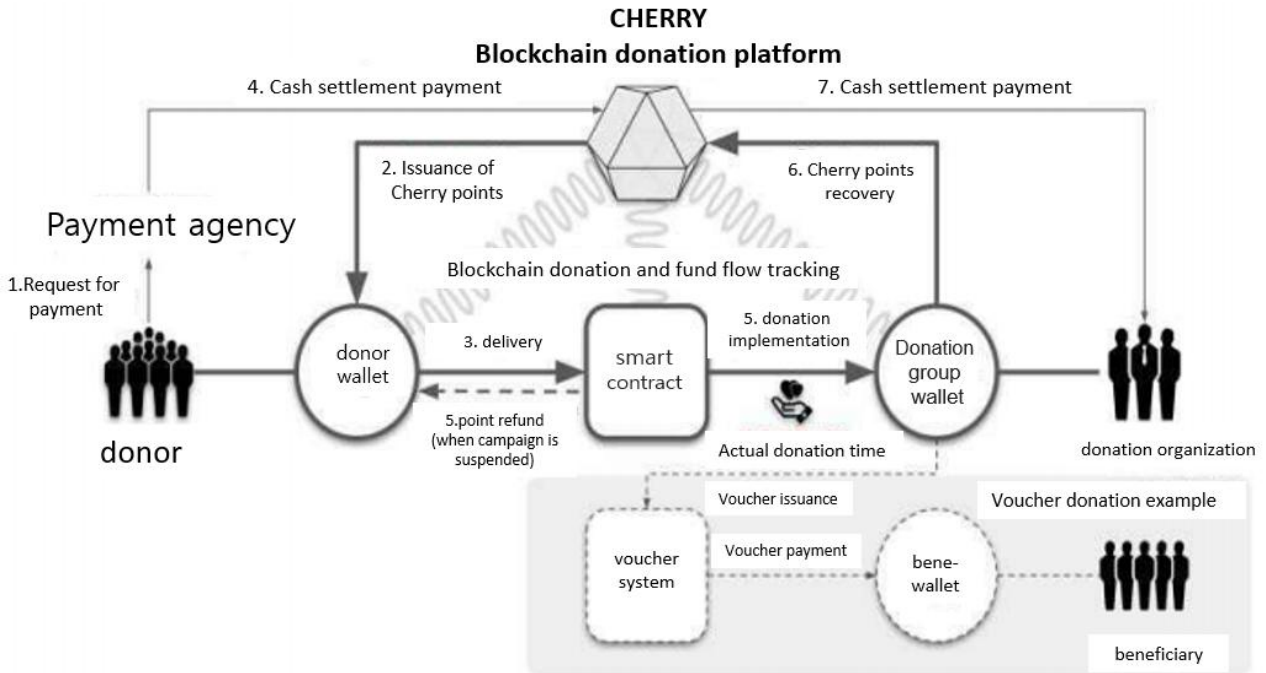 CHERRY
Blockchain donation platform
4. Cash settlement payment
7. Cash settlement payment
2. Issuance of
Cherry points
6. Cherry points
recovery
Payment agency
Blockchain donation and fund flow tracking
1.Request for
payment
donor
wallet
3. delivery
smart
contract
5. donation
implementation
Donation
group
wallet
5.point refund
(when campaign is
suspended)
donor
Actual donation time
donation organization
Voucher issuance
Voucher donation example
voucher
system
Voucher payment
bene-
wallet
beneficiary